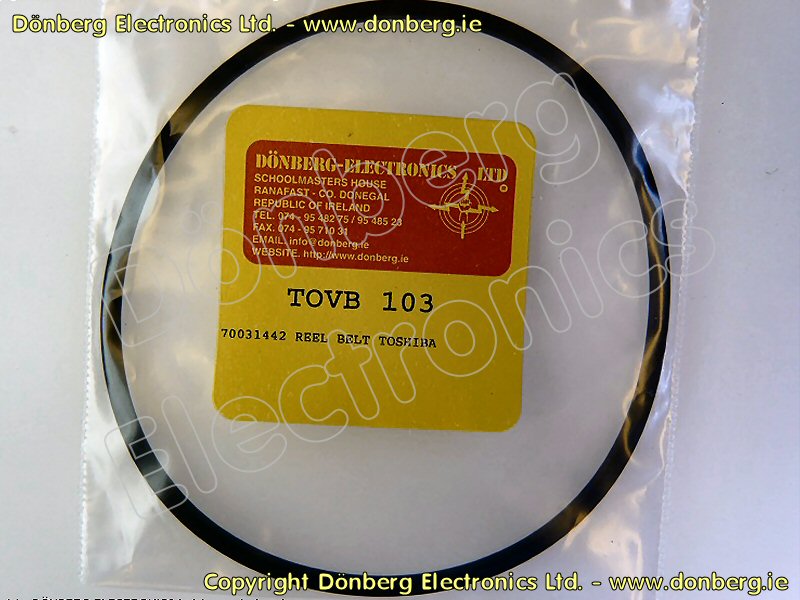 Dönberg Electronics Ltd. - www.donberg.ie
DÖNBERG-ELECTRONICS LTD
SCHOOLMASTERS HOUSE
RANAFAST - CO. DONEGAL
REPUBLIC OF IRELAND
TEL. 074 - 95 482 75 / 95 485 23
FAX. 074 - 95 710 31
EMAIL. info@donberg.ie
WEBSITE. http://www.donberg.ie
TOVB 103
70031442 REEL BELT TOSHIBA
Dönberg
Electronics
Copyright Dönberg Electronics Ltd. - www.donberg.ie